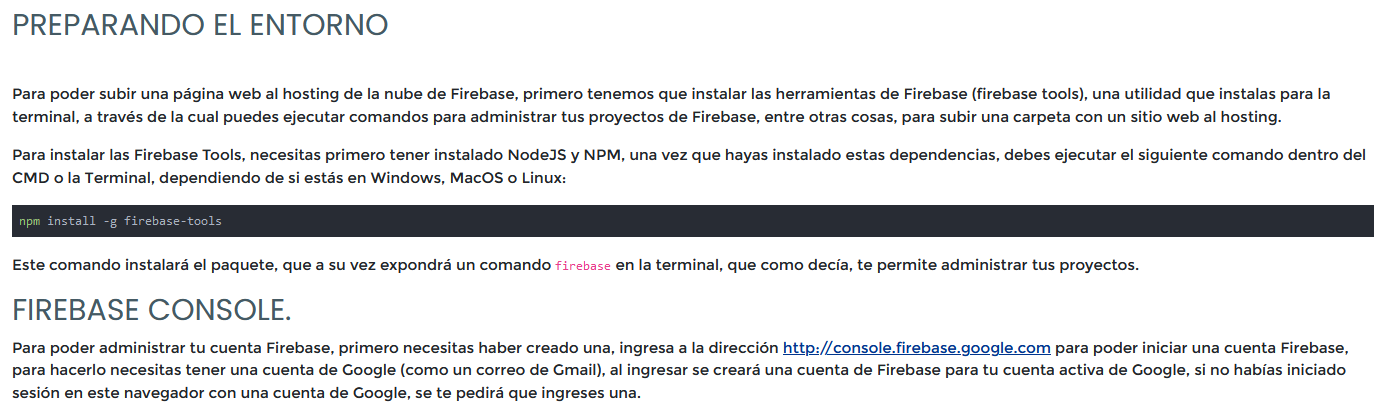 PREPARANDO EL ENTORNO
Para poder subir una página web al hosting de la nube de Firebase, primero tenemos que instalar las herramientas de Firebase (firebase tools), una utilidad que instalas para la
terminal, a través de la cual puedes ejecutar comandos para administrar tus proyectos de Firebase, entre otras cosas, para subir una carpeta con un sitio web al hosting.
Para instalar las Firebase Tools, necesitas primero tener instalado NodeJS y NPM, una vez que hayas instalado estas dependencias, debes ejecutar el siguiente comando dentro del
CMD o la Terminal, dependiendo de si estás en Windows, MacOS o Linux:
npm install -g firebase-tools
Este comando instalará el paquete, que a su vez expondrá un comando firebase en la terminal, que como decía, te permite administrar tus proyectos.
FIREBASE CONSOLE.
Para poder administrar tu cuenta Firebase, primero necesitas haber creado una, ingresa a la dirección http://console.firebase.google.com para poder iniciar una cuenta Firebase,
para hacerlo necesitas tener una cuenta de Google (como un correo de Gmail), al ingresar se creará una cuenta de Firebase para tu cuenta activa de Google, si no habías iniciado
sesión en este navegador con una cuenta de Google, se te pedirá que ingreses una.